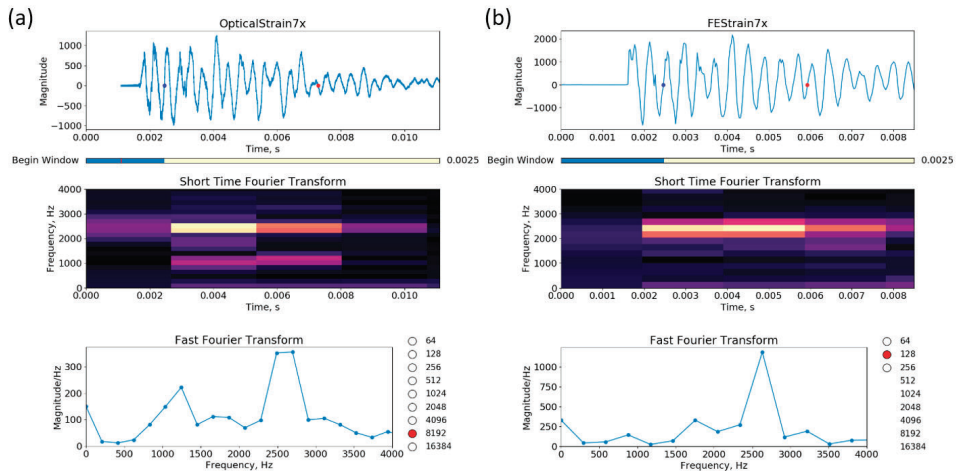 (a)
OpticalStrain7x
Magnitude
1000
500
0
−500
−1000
0.000 0.002 0.004 0.006 0.008 0.010
Time, s
Begin Window 0.0025
Short Time Fourier Transform
Frequency, Hz
4000
3000
2000
1000
0
0.000 0.002 0.004 0.006 0.008 0.010
Time, s
Fast Fourier Transform
Magnitude/Hz
300
200
100
0
0 500 1000 1500 2000 2500 3000 3500 4000
Frequency, Hz
64
128
256
512
1024
2048
4096
8192
16384
(b)
FEStrain7x
Magnitude
2000
1000
0
−1000
0.000 0.001 0.002 0.003 0.004 0.005 0.006 0.007 0.008
Time, s
Begin Window 0.0025
Short Time Fourier Transform
Frequency, Hz
4000
3000
2000
1000
0
0.000 0.001 0.002 0.003 0.004 0.005 0.006 0.007 0.008
Time, s
Fast Fourier Transform
Magnitude/Hz
1000
750
500
250
0
0 500 1000 1500 2000 2500 3000 3500 4000
Frequency, Hz
64
128
256
512
1024
2048
4096
8192
16384